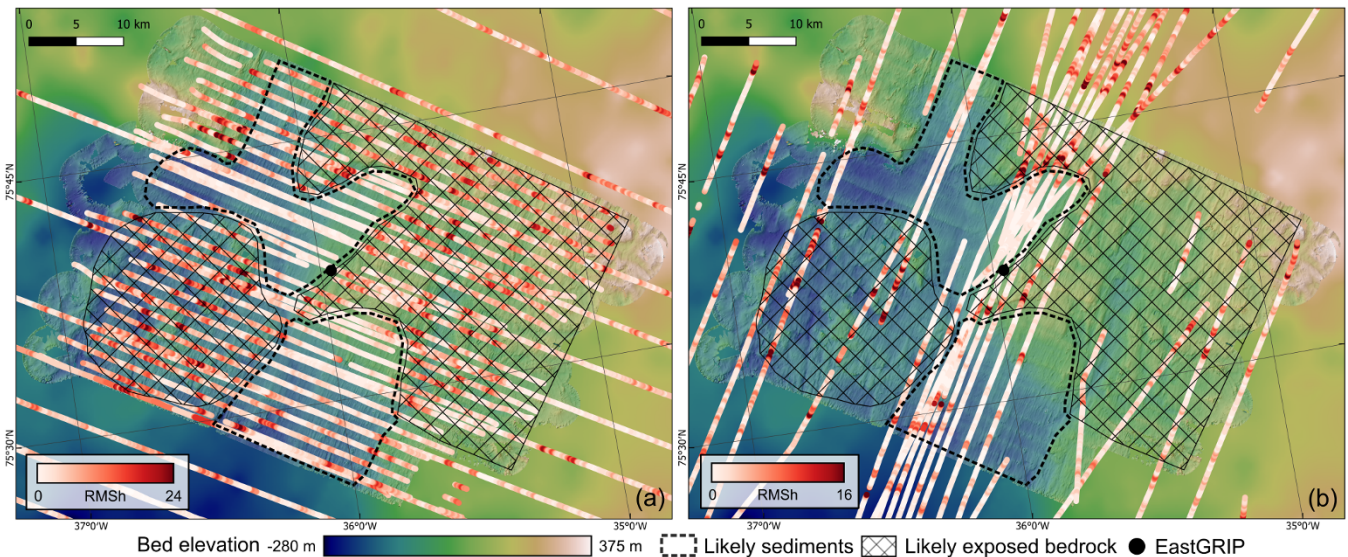 0 5 10 km
75°45'N
75°30'N
0 RMSh 24
(a)
37°0'W 36°0'W 35°0'W
0 5 10 km
75°45'N
75°30'N
0 RMSh 16
(b)
37°0'W 36°0'W 35°0'W
Bed elevation -280 m 375 m Likely sediments Likely exposed bedrock EastGRIP